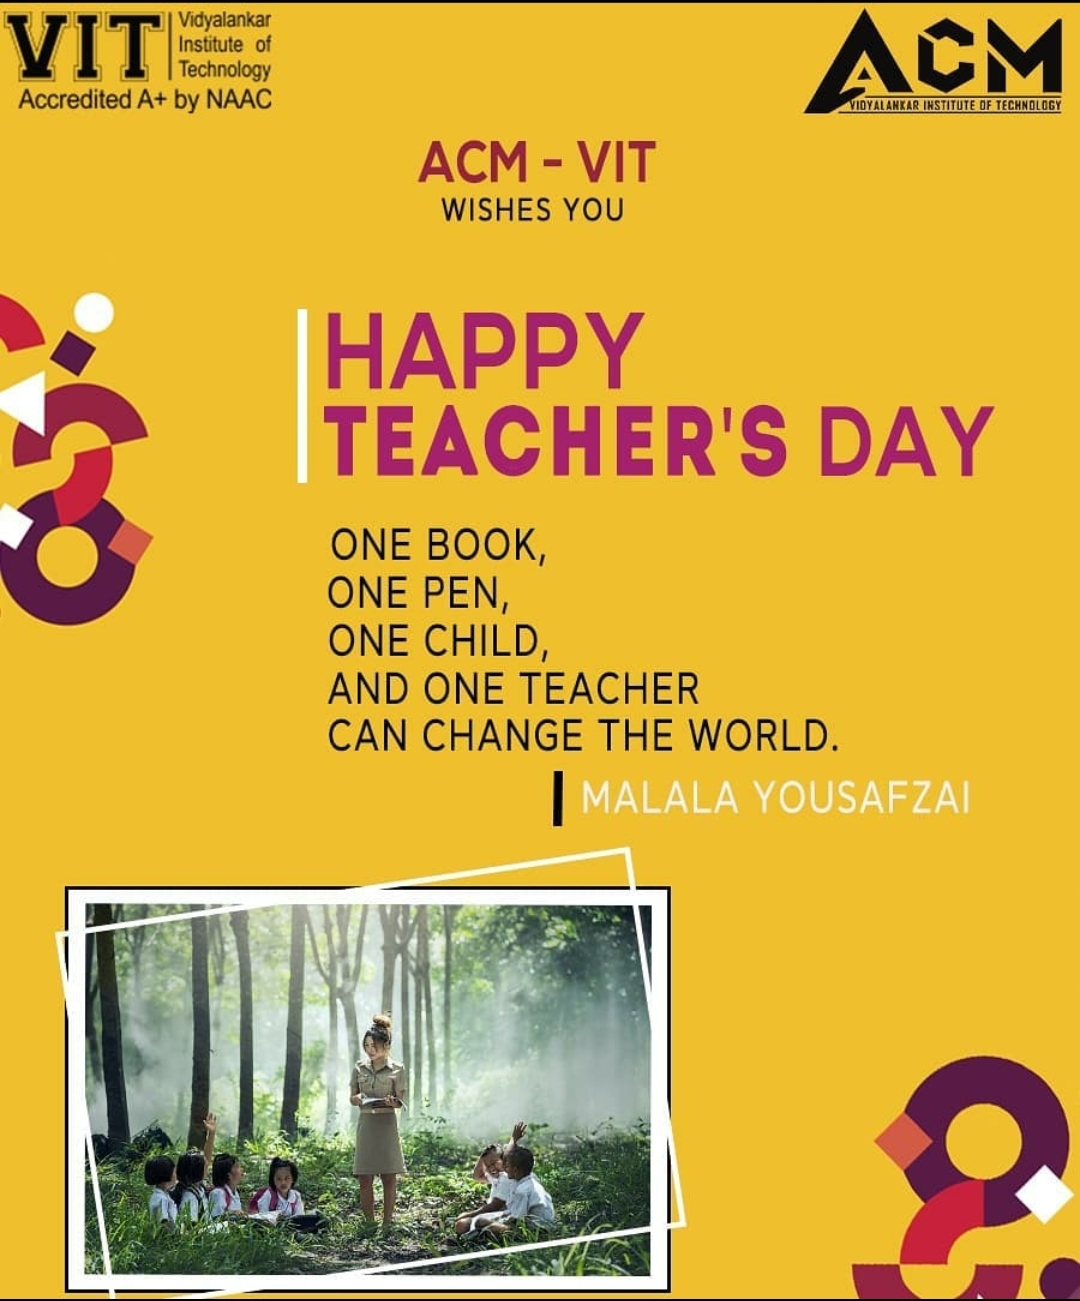 VIT
Vidyalankar
Institute of
Technology
Accredited A+ by NAAC
ACM
VIDYALANKAR INSTITUTE OF TECHNOLOGY
ACM - VIT
WISHES YOU
HAPPY
TEACHER'S DAY
ONE BOOK,
ONE PEN,
ONE CHILD,
AND ONE TEACHER
CAN CHANGE THE WORLD.
MALALA YOUSAFZAI